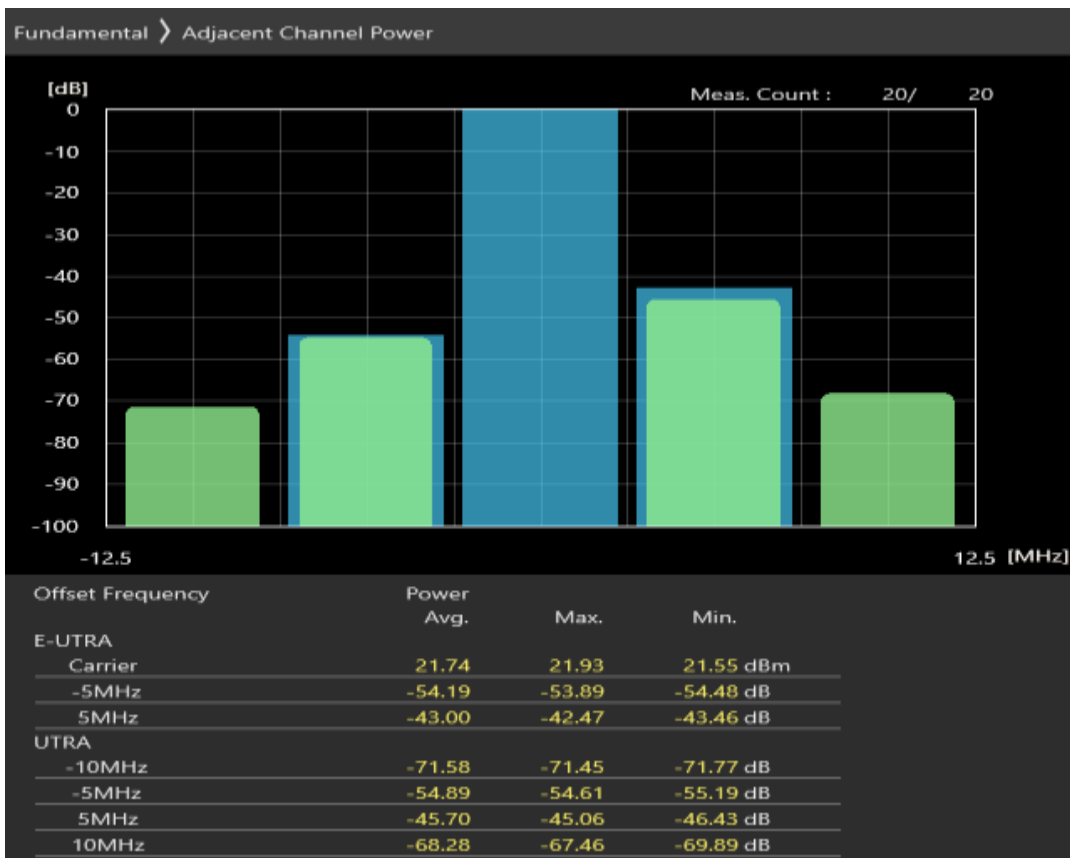 Fundamental 》 Adjacent Channel Power
[dB]
Meas. Count : 20/ 20
0
-10
-20
-30
-40
-50
-60
-70
-80
-90
-100
-12.5 12.5 [MHz]
Offset Frequency Power
Avg. Max. Min.
E-UTRA
Carrier 21.74 21.93 21.55 dBm
-5MHz -54.19 -53.89 -54.48 dB
5MHz -43.00 -42.47 -43.46 dB
UTRA
-10MHz -71.58 -71.45 -71.77 dB
-5MHz -54.89 -54.61 -55.19 dB
5MHz -45.70 -45.06 -46.43 dB
10MHz -68.28 -67.46 -69.89 dB